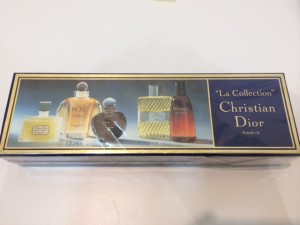 "La Collection"
Christian
Dior
PARIS